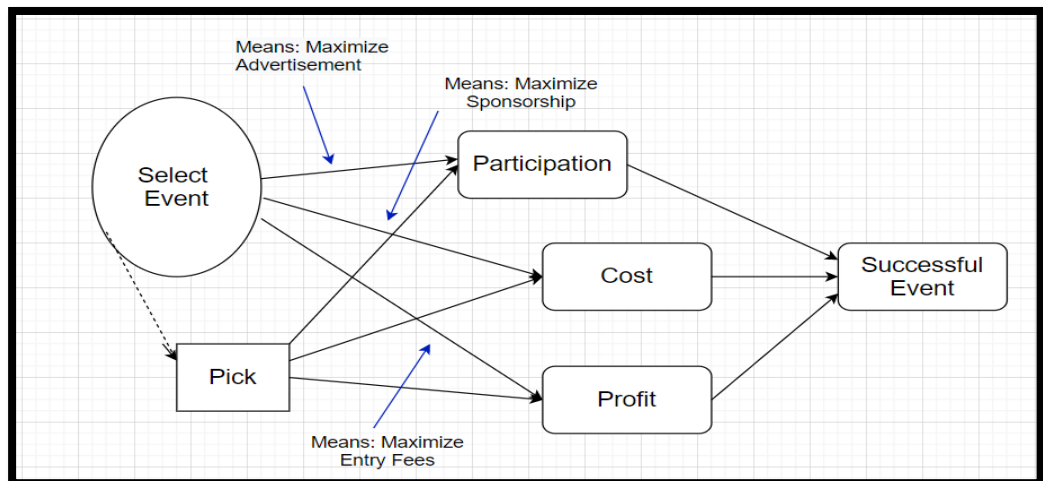 Means: Maximize
Advertisement
Means: Maximize
Sponsorship
Select
Event
Participation
Cost
Successful
Event
Pick
Profit
Means: Maximize
Entry Fees